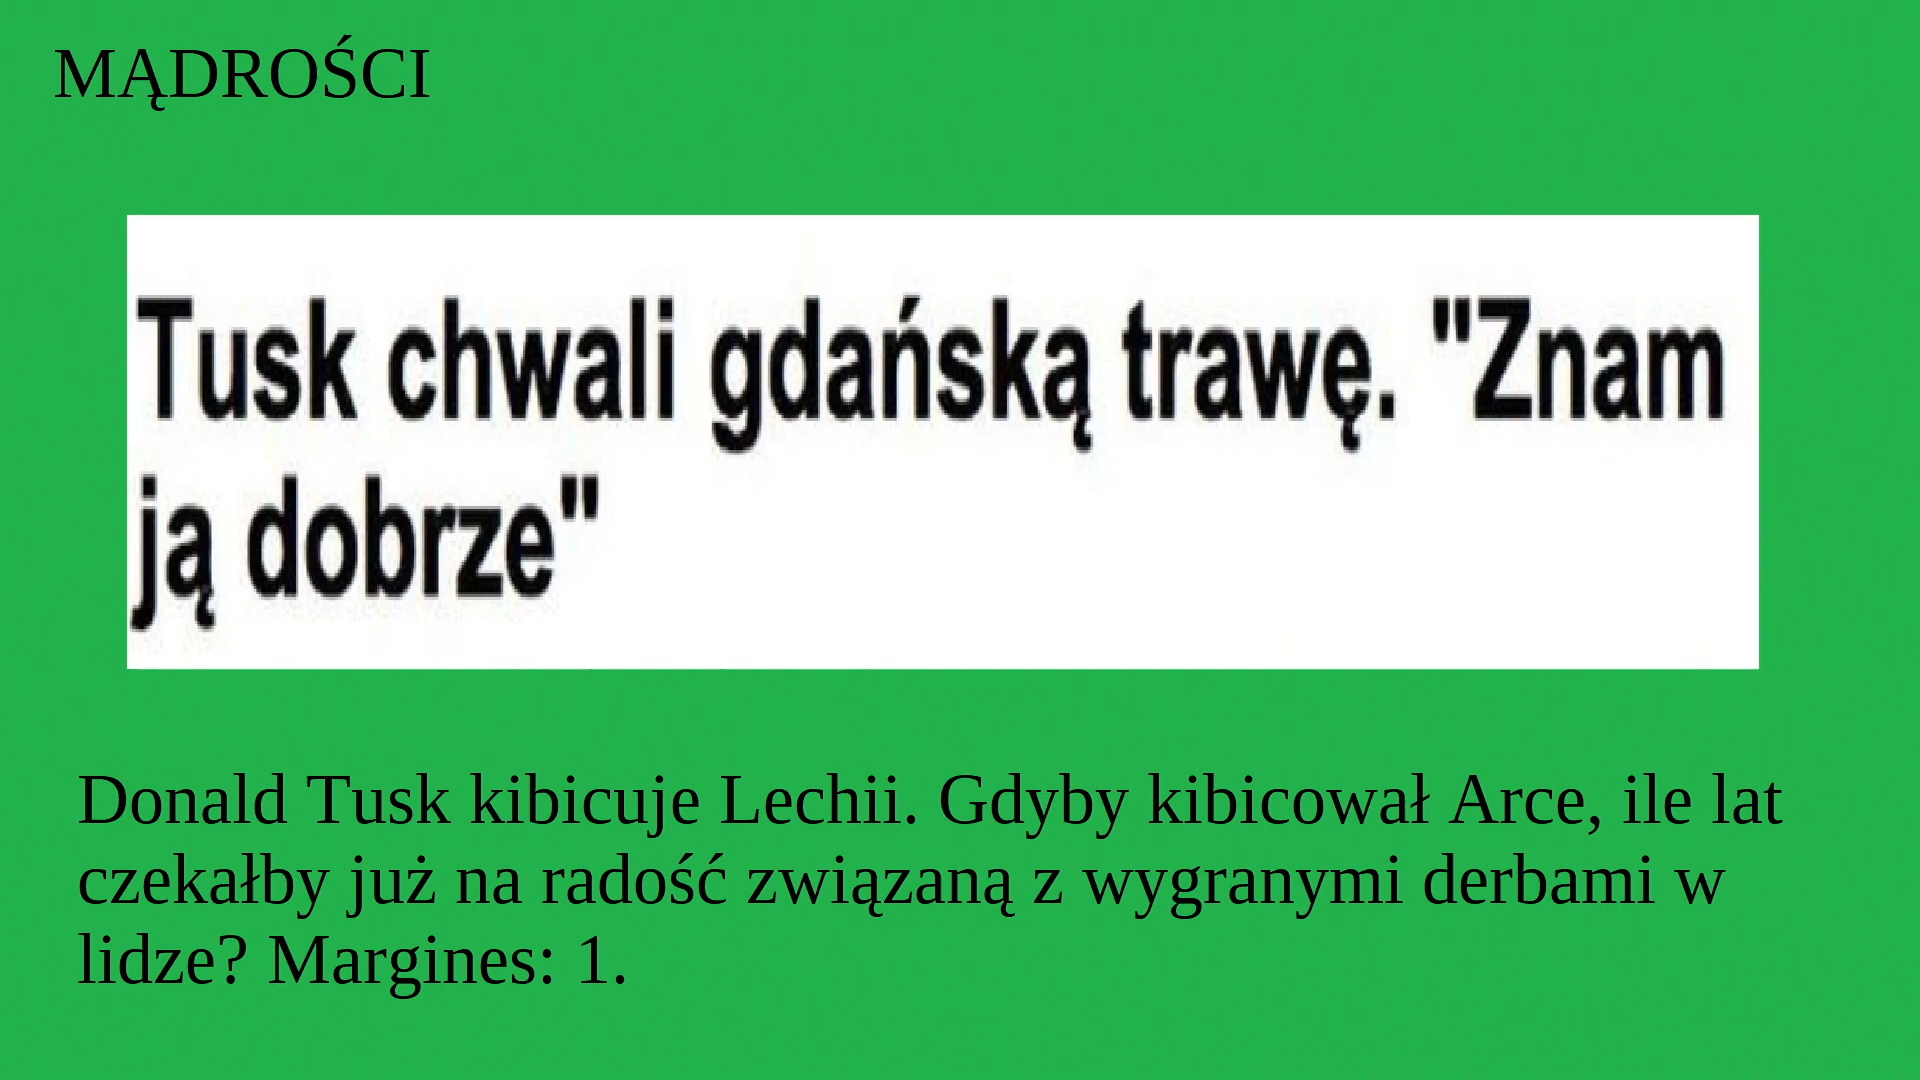 MĄDROŚCI
Tusk chwali gdańską trawę. "Znam
ją dobrze"
Donald Tusk kibicuje Lechii. Gdyby kibicował Arce, ile lat
czekałby już na radość związaną z wygranymi derbami w
lidze? Margines: 1.